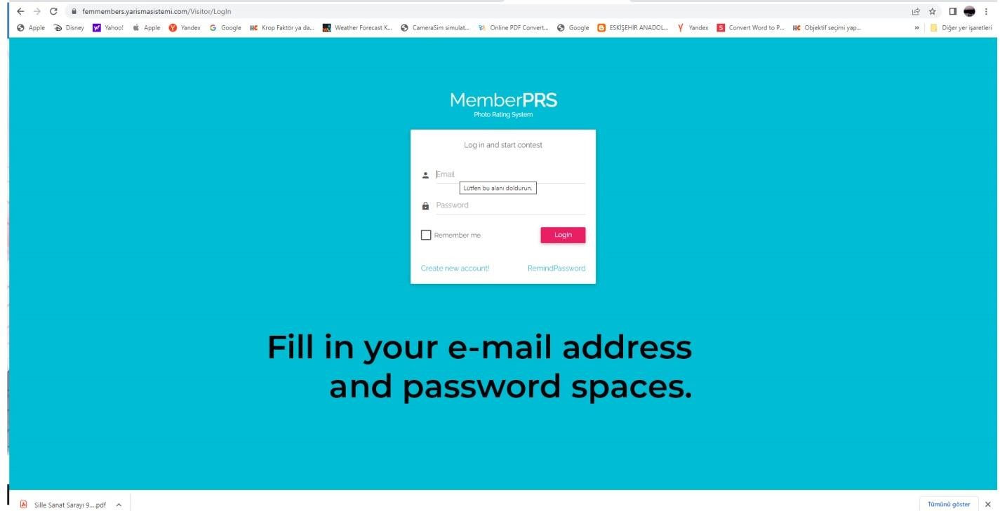 femmembers.yarismasistemi.com/Visitor/LogIn
Apple Disney Yahoo! Apple Yandex Google Krop Faktör ya da... Weather Forecast K... CameraSim simulat... Online PDF Convert... Google ESKİŞEHİR ANADOL... Yandex Convert Word to P... Objektif seçimi yap... » Diğer yer işaretleri
MemberPRS
Photo Rating System
Log in and start contest
Email
Lütfen bu alanı doldurun.
Password
Remember me LogIn
Create new account! RemindPassword
Fill in your e-mail address
and password spaces.
Sille Sanat Sarayı 9....pdf Tümünü göster